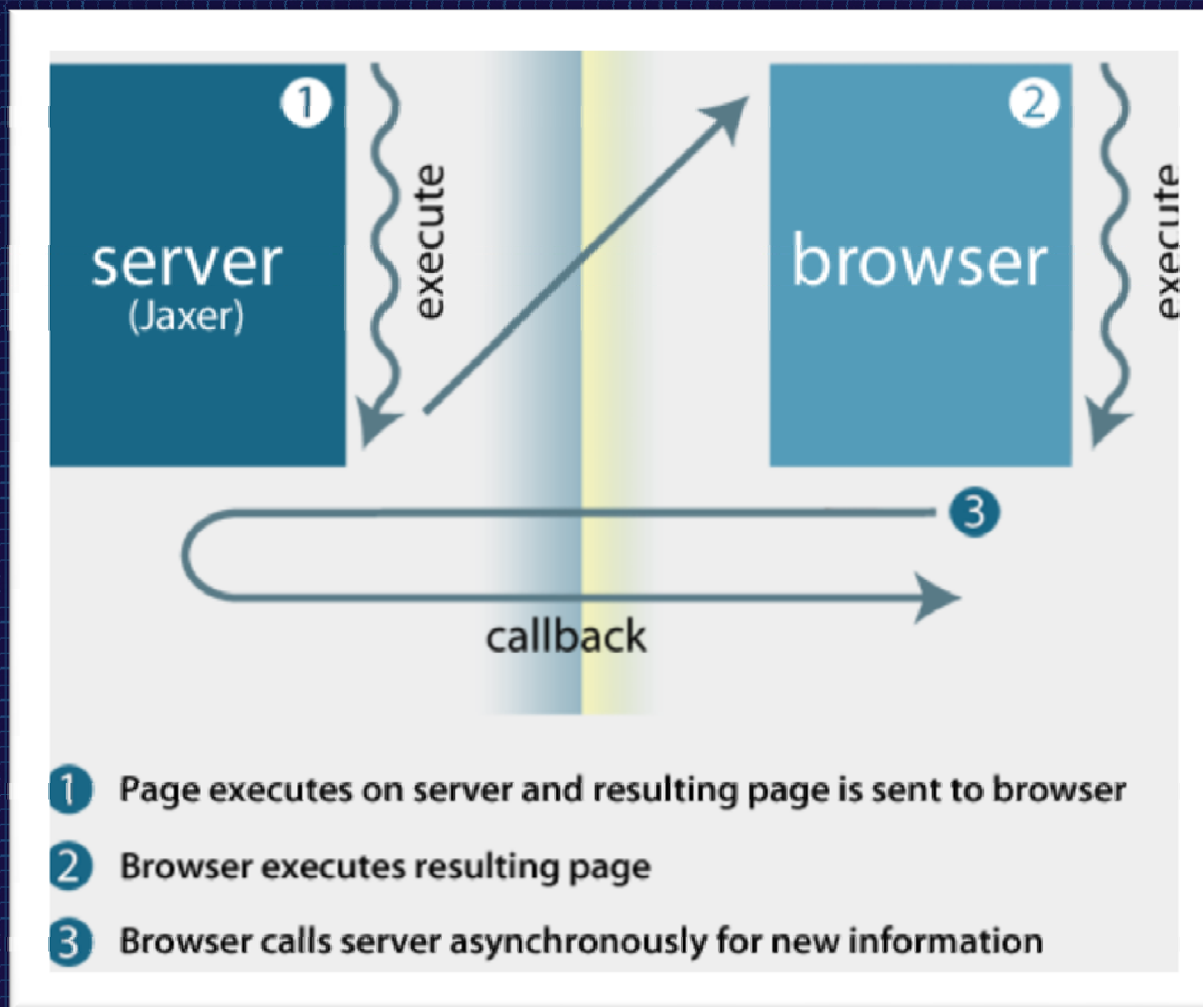 1
server
(Jaxer)
execute
2
browser
execute
3
callback
1 Page executes on server and resulting page is sent to browser
2 Browser executes resulting page
3 Browser calls server asynchronously for new information